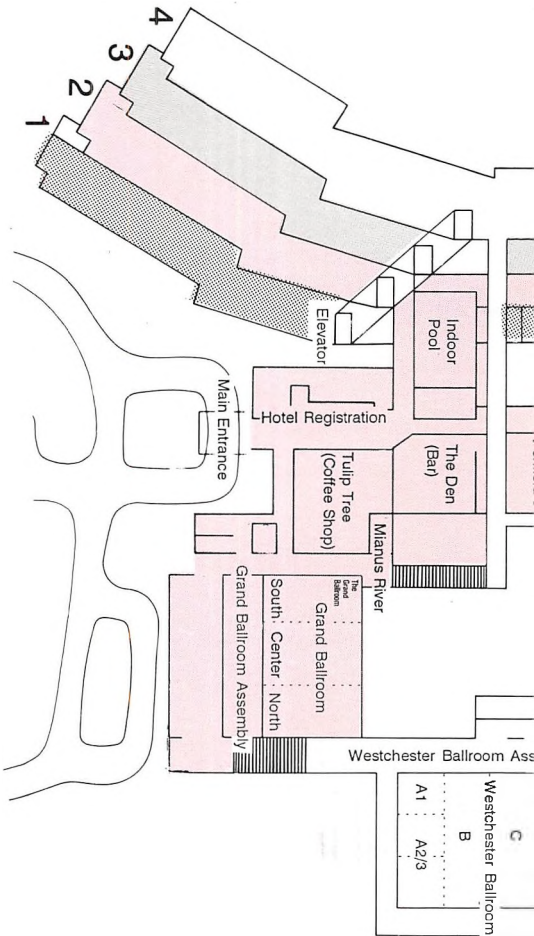 4
3
2
1
Elevator
Indoor
Pool
Main Entrance
Hotel Registration
The Den
(Bar)
Tulip Tree
(Coffee Shop)
Mianus River
The Grand
Ballroom
Grand Ballroom
South Center North
Grand Ballroom Assembly
Westchester Ballroom Ass
A1
A2/3
B
C
Westchester Ballroom